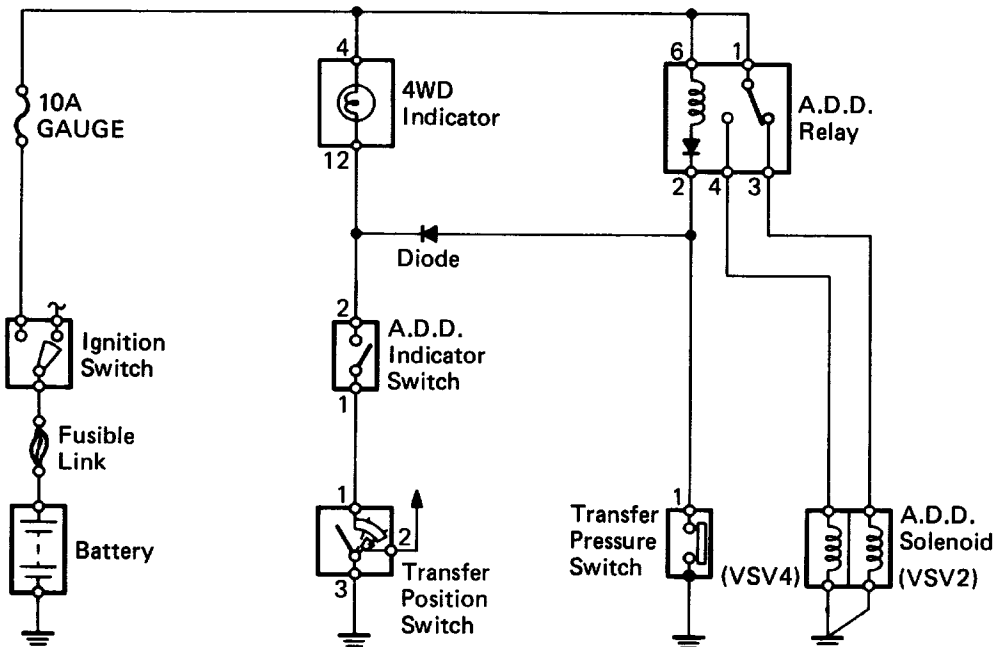 10A
GAUGE
4
4WD
Indicator
12
6
1
A.D.D.
Relay
2
4
3
Diode
Ignition
Switch
2
A.D.D.
Indicator
Switch
1
Fusible
Link
Battery
1
2
3
Transfer
Position
Switch
1
Transfer
Pressure
Switch
(VSV4)
A.D.D.
Solenoid
(VSV2)